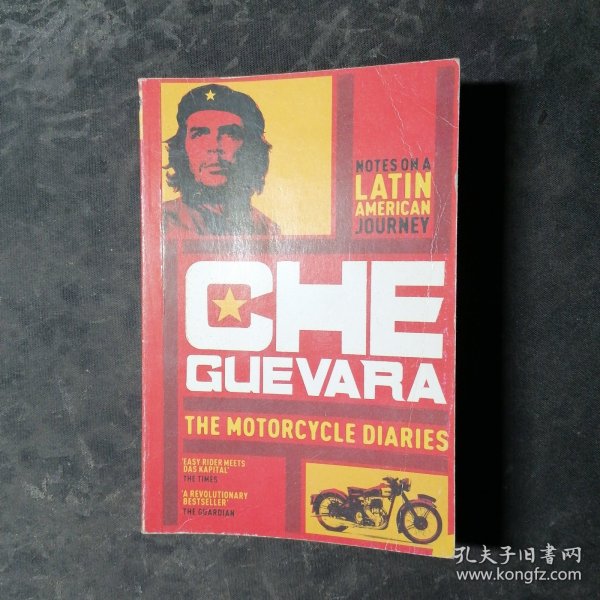 NOTES ON A
LATIN
AMERICAN
JOURNEY
CHE
GUEVARA
THE MOTORCYCLE DIARIES
'EASY RIDER MEETS
DAS KAPITAL'
THE TIMES
'A REVOLUTIONARY
BESTSELLER'
THE GUARDIAN
孔夫子旧书网
www.kongfz.com